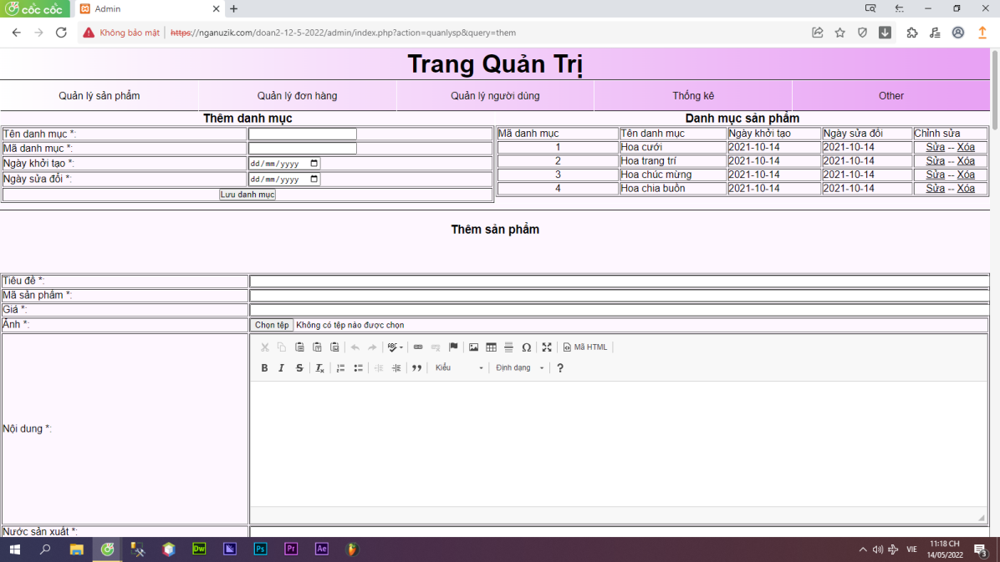 cốc cốc
Admin
Không bảo mật
https://nganuzik.com/doan2-12-5-2022/admin/index.php?action=quanlysp&query=them
Trang Quản Trị
Quản lý sản phẩm Quản lý đơn hàng Quản lý người dùng Thống kê Other
Thêm danh mục
Tên danh mục *:
Mã danh mục *:
Ngày khởi tạo *: dd/mm/yyyy
Ngày sửa đổi *: dd/mm/yyyy
Lưu danh mục
Danh mục sản phẩm
Mã danh mục Tên danh mục Ngày khởi tạo Ngày sửa đổi Chỉnh sửa
1 Hoa cưới 2021-10-14 2021-10-14 Sửa -- Xóa
2 Hoa trang trí 2021-10-14 2021-10-14 Sửa -- Xóa
3 Hoa chúc mừng 2021-10-14 2021-10-14 Sửa -- Xóa
4 Hoa chia buồn 2021-10-14 2021-10-14 Sửa -- Xóa
Thêm sản phẩm
Tiêu đề *:
Mã sản phẩm *:
Giá *:
Ảnh *: Chọn tệp Không có tệp nào được chọn
Mã HTML
Kiểu Định dạng ?
Nội dung *:
Nước sản xuất *:
Dw Ps Pr Ae
VIE
11:18 CH
14/05/2022
3